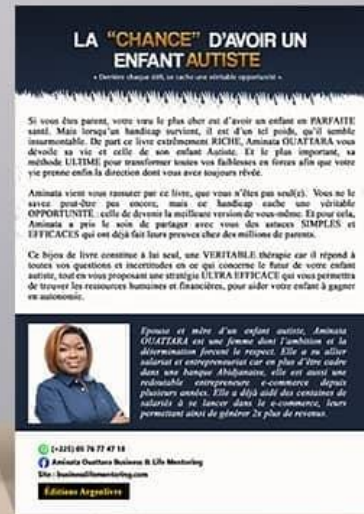 LA “CHANCE” D’AVOIR UN
ENFANT AUTISTE
« Derrière chaque défi, se cache une véritable opportunité ».
Si vous êtes parent, votre vœu le plus cher est d’avoir un enfant en PARFAITE
santé. Mais lorsqu’un handicap survient, il est d’un tel poids, qu’il semble
insurmontable. De part ce livre extrêmement RICHE, Aminata OUATTARA vous
dévoile sa vie et celle de son enfant Autiste. Et le plus important, sa
méthode ULTIME pour transformer toutes vos faiblesses en forces afin que votre
vie prenne enfin la direction dont vous avez toujours rêvée.
Aminata vient vous rassurer par ce livre, que vous n’êtes pas seul(e). Vous ne le
savez peut-être pas encore, mais ce handicap cache une véritable
OPPORTUNITE : celle de devenir la meilleure version de vous-même. Et pour cela,
Aminata a pris le soin de partager avec vous des astuces SIMPLES et
EFFICACES qui ont déjà fait leurs preuves chez des millions de parents.
Ce bijou de livre constitue à lui seul, une VERITABLE thérapie car il répond à
toutes vos questions et incertitudes en ce qui concerne le futur de votre enfant
autiste, tout en vous proposant une stratégie ULTRA EFFICACE qui vous permettra
de trouver les ressources humaines et financières, pour aider votre enfant à gagner
en autonomie.
Epouse et mère d’un enfant autiste, Aminata
OUATTARA est une femme dont l’ambition et la
détermination forcent le respect. Elle a su allier
salariat et entrepreneuriat car en plus d’être cadre
dans une banque Abidjanaise, elle est aussi une
redoutable entrepreneure e-commerce depuis
plusieurs années. Elle a déjà aidé des centaines de
salariés à se lancer dans le e-commerce, leurs
permettant ainsi de générer 2x plus de revenus.
(+225) 05 76 77 47 18
Aminata Ouattara Business & Life Mentoring
Site : businesslifementoring.com
Éditions Argenlivre